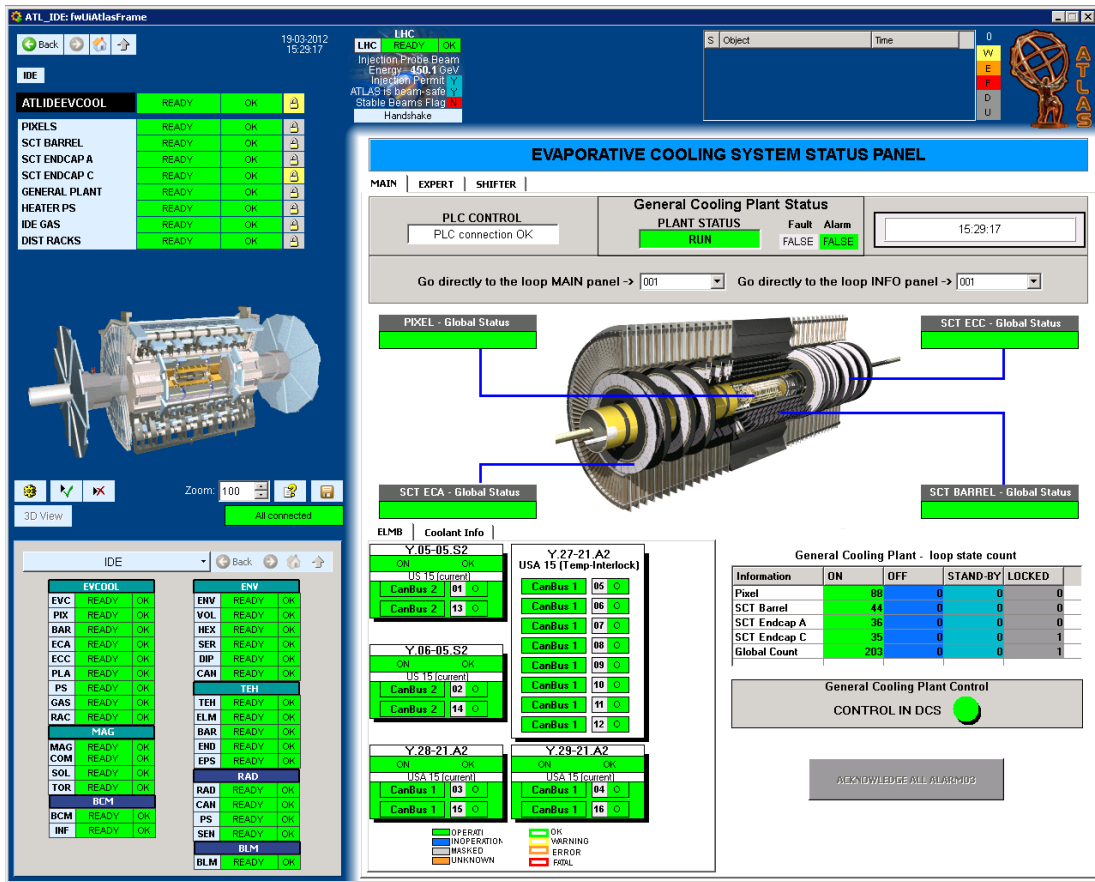 ATL_IDE: fwUiAtlasFrame
Back
19-03-2012
15:29:17
IDE
ATLIDEEVCOOL READY OK
PIXELS READY OK
SCT BARREL READY OK
SCT ENDCAP A READY OK
SCT ENDCAP C READY OK
GENERAL PLANT READY OK
HEATER PS READY OK
IDE GAS READY OK
DIST RACKS READY OK
LHC
LHC READY OK
Injection Probe Beam
Energy 450.1 GeV
Injection Permit Y
ATLAS is beam-safe Y
Stable Beams Flag N
Handshake
S Object Time
0
W
E
F
D
U
ATLAS
EVAPORATIVE COOLING SYSTEM STATUS PANEL
MAIN EXPERT SHIFTER
PLC CONTROL
PLC connection OK
General Cooling Plant Status
PLANT STATUS Fault Alarm
RUN FALSE FALSE
15:29:17
Go directly to the loop MAIN panel -> 001 Go directly to the loop INFO panel -> 001
PIXEL - Global Status
SCT ECC - Global Status
SCT ECA - Global Status
SCT BARREL - Global Status
Zoom: 100
3D View
All connected
IDE Back
EVCOOL
EVC READY OK
PIX READY OK
BAR READY OK
ECA READY OK
ECC READY OK
PLA READY OK
PS READY OK
GAS READY OK
RAC READY OK
MAG
MAG READY OK
COM READY OK
SOL READY OK
TOR READY OK
BCM
BCM READY OK
INF READY OK
ENV
ENV READY OK
VOL READY OK
HEX READY OK
SER READY OK
DIP READY OK
CAN READY OK
TEH
TEH READY OK
ELM READY OK
BAR READY OK
END READY OK
EPS READY OK
RAD
RAD READY OK
CAN READY OK
PS READY OK
SEN READY OK
BLM
BLM READY OK
ELMB Coolant Info
Y.05-05.S2
ON OK
US 15 (current)
CanBus 2 01
CanBus 2 13
Y.06-05.S2
ON OK
US 15 (current)
CanBus 2 02
CanBus 2 14
Y.27-21.A2
USA 15 (Temp-Interlock)
CanBus 1 05
CanBus 1 06
CanBus 1 07
CanBus 1 08
CanBus 1 09
CanBus 1 10
CanBus 1 11
CanBus 1 12
Y.28-21.A2
ON OK
USA 15 (current)
CanBus 1 03
CanBus 1 15
Y.29-21.A2
ON OK
USA 15 (current)
CanBus 1 04
CanBus 1 16
OPERATI
INOPERATION
MASKED
UNKNOWN
OK
WARNING
ERROR
FATAL
General Cooling Plant - loop state count
Information ON OFF STAND-BY LOCKED
Pixel 88 0 0 0
SCT Barrel 44 0 0 0
SCT Endcap A 36 0 0 0
SCT Endcap C 35 0 0 1
Global Count 203 0 0 1
General Cooling Plant Control
CONTROL IN DCS